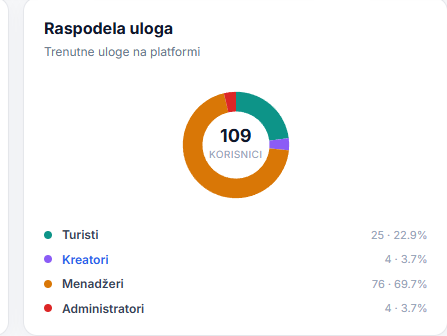 Raspodela uloga
Trenutne uloge na platformi
109
KORISNICI
Turisti 25 · 22.9%
Kreatori 4 · 3.7%
Menadžeri 76 · 69.7%
Administratori 4 · 3.7%